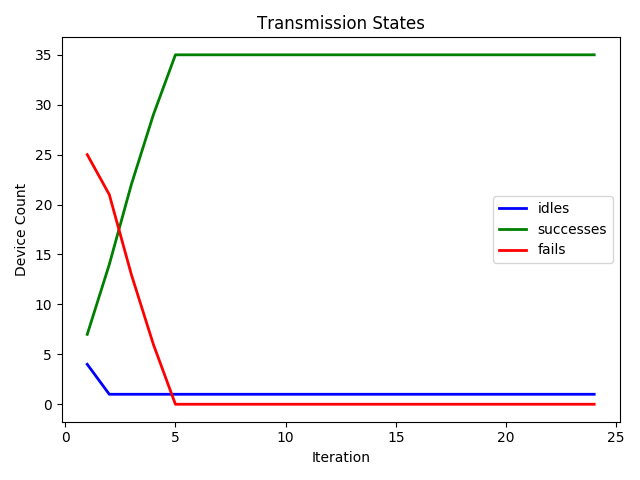 Transmission States
35
30
25
20
15
10
5
0
Device Count
idles
successes
fails
0 5 10 15 20 25
Iteration